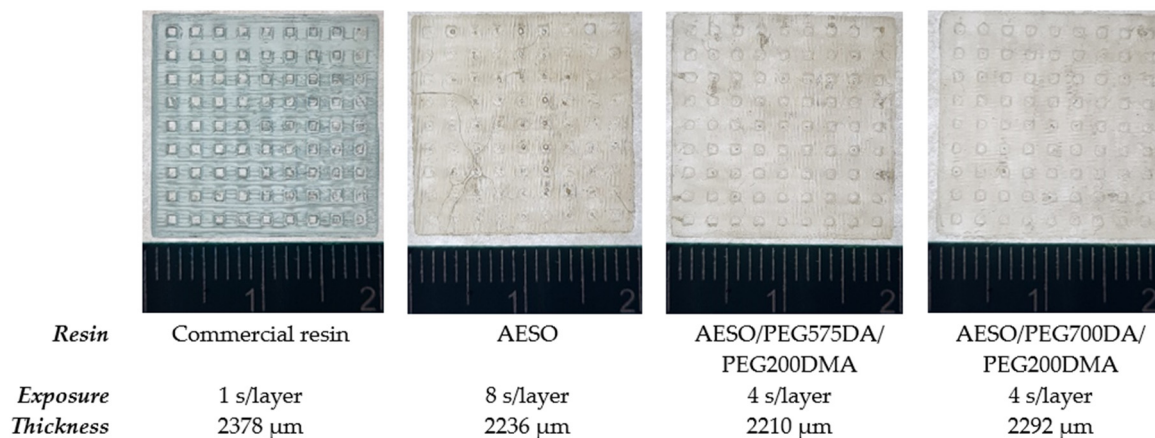 1 2 1 2 1 2 1 2
Resin Commercial resin AESO AESO/PEG575DA/ AESO/PEG700DA/
PEG200DMA PEG200DMA
Exposure 1 s/layer 8 s/layer 4 s/layer 4 s/layer
Thickness 2378 µm 2236 µm 2210 µm 2292 µm